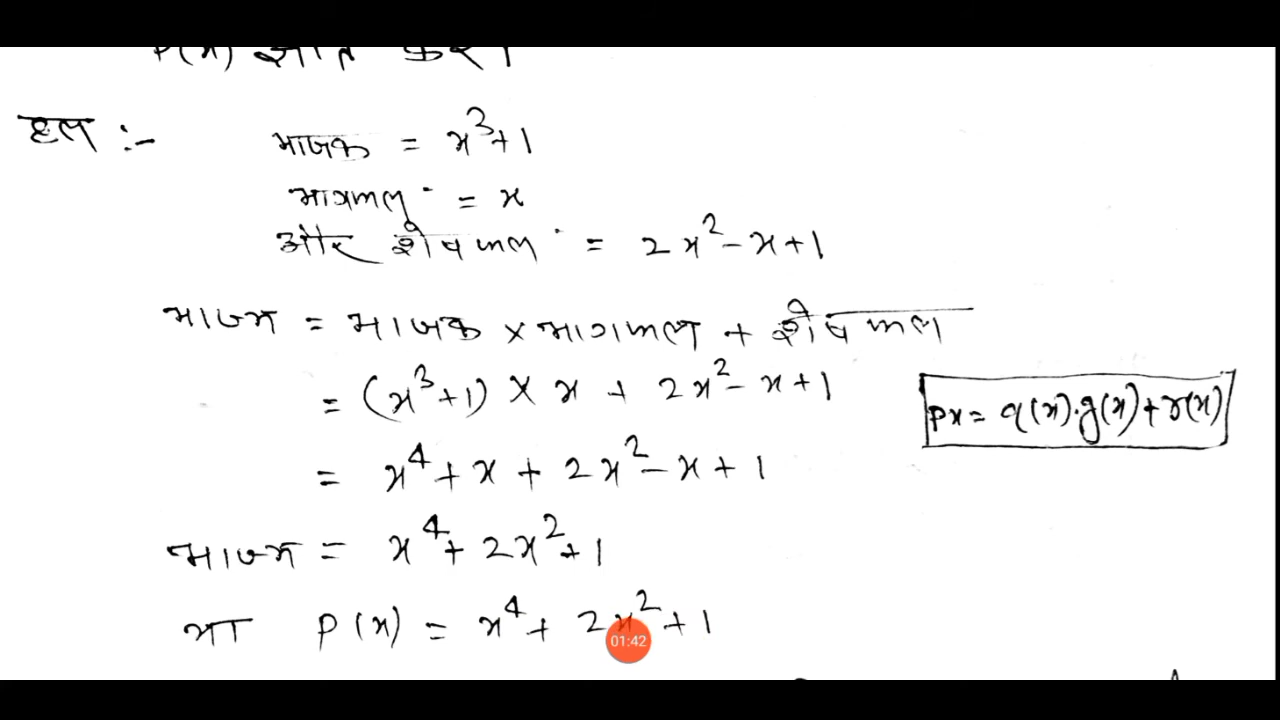 P(x) ज्ञात करें।
हल :-
भाजक = x³+1
भागफल = x
और शेषफल = 2x²-x+1
भाज्य = भाजक × भागफल + शेषफल
= (x³+1) × x + 2x²-x+1
px = q(x).g(x)+r(x)
= x⁴+x+2x²-x+1
भाज्य = x⁴+2x²+1
या P(x) = x⁴+2x²+1
01:42